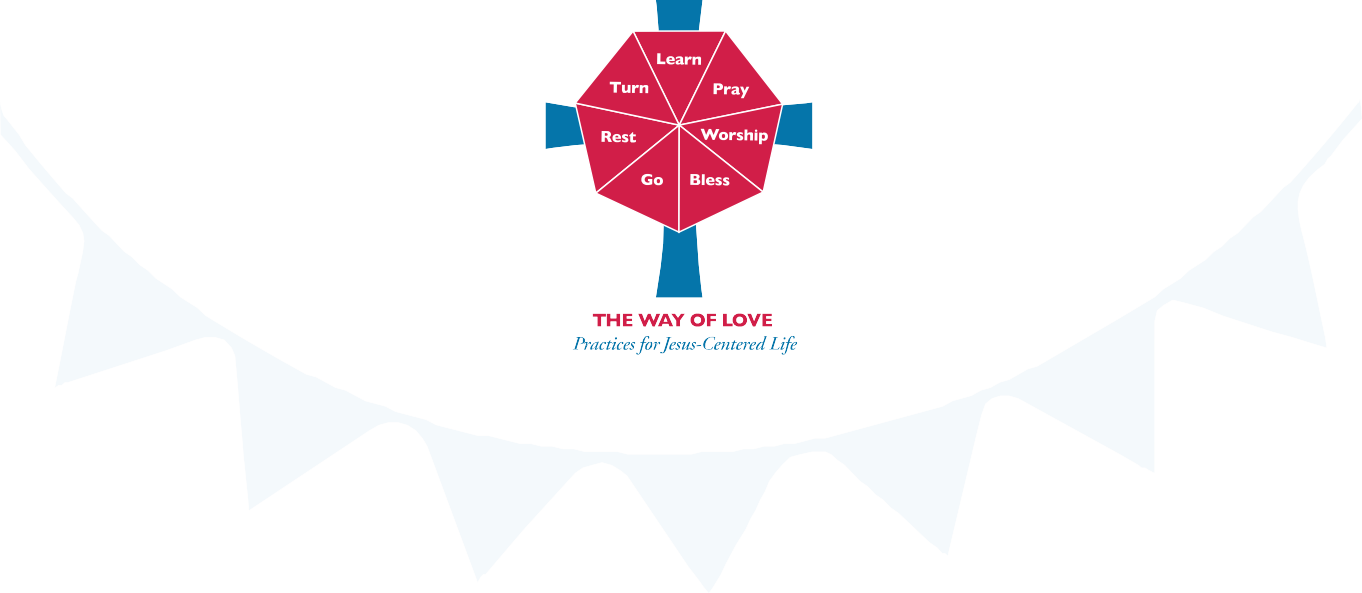 Learn
Turn
Pray
Rest
Worship
Go
Bless
THE WAY OF LOVE
Practices for Jesus-Centered Life